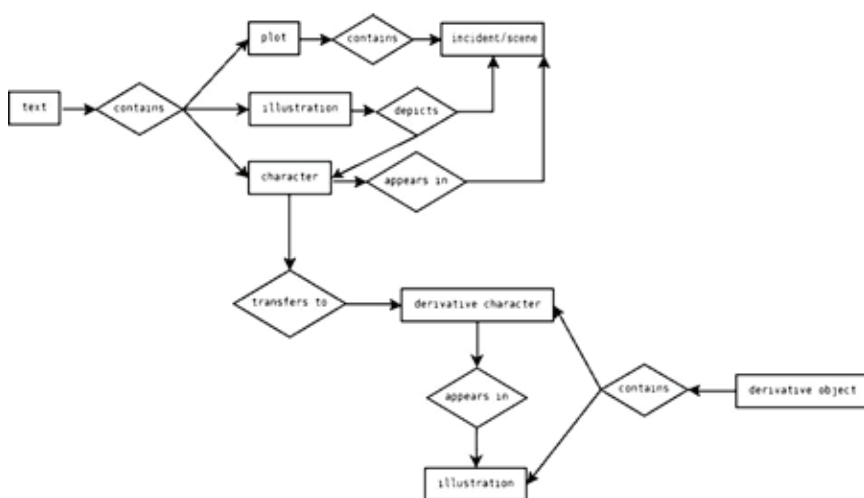 plot
contains
incident/scene
text
contains
illustration
depicts
character
appears in
transfers to
derivative character
appears in
contains
derivative object
illustration